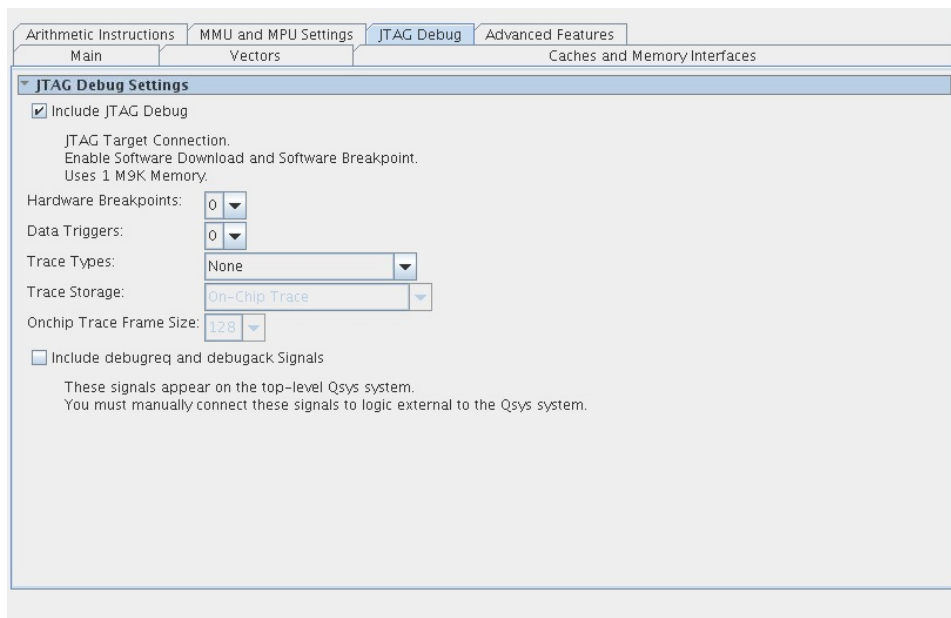 Arithmetic Instructions MMU and MPU Settings JTAG Debug Advanced Features
Main Vectors Caches and Memory Interfaces
JTAG Debug Settings
Include JTAG Debug
JTAG Target Connection.
Enable Software Download and Software Breakpoint.
Uses 1 M9K Memory.
Hardware Breakpoints: 0
Data Triggers: 0
Trace Types: None
Trace Storage: On-Chip Trace
Onchip Trace Frame Size: 128
Include debugreq and debugack Signals
These signals appear on the top-level Qsys system.
You must manually connect these signals to logic external to the Qsys system.